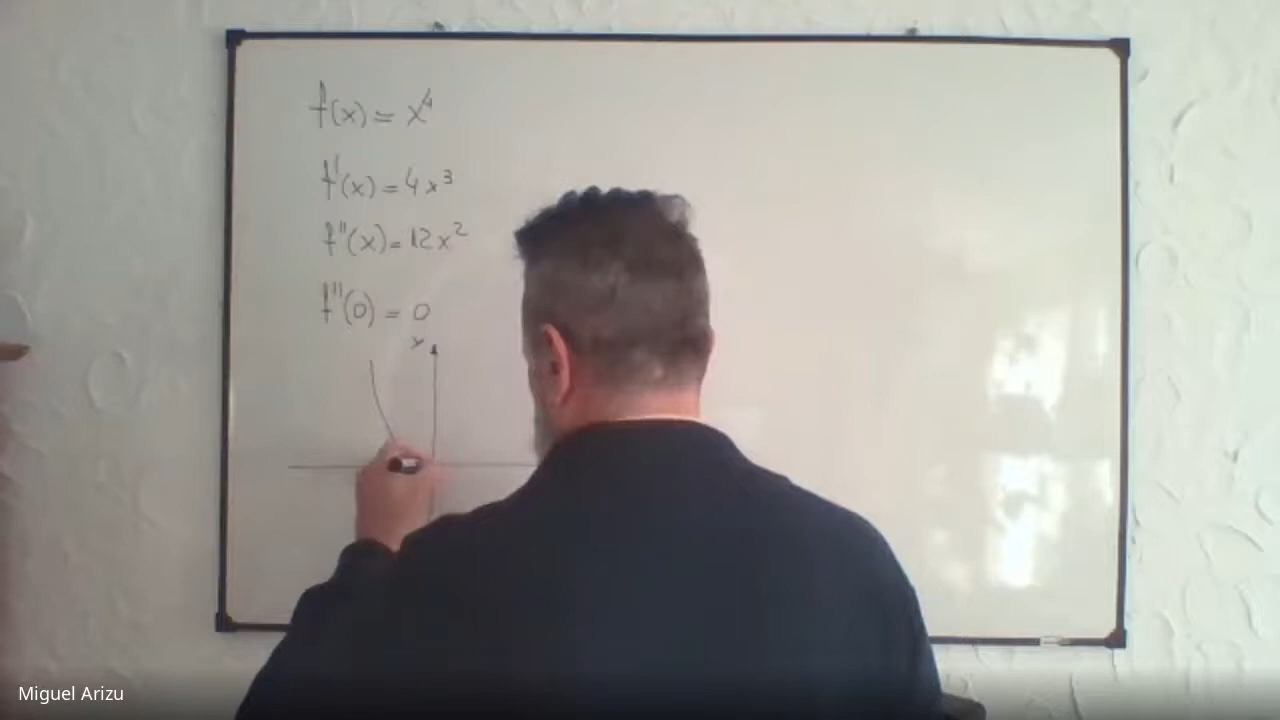 f(x) = x⁴
f'(x) = 4x³
f''(x) = 12x²
f''(0) = 0
y
Miguel Arizu